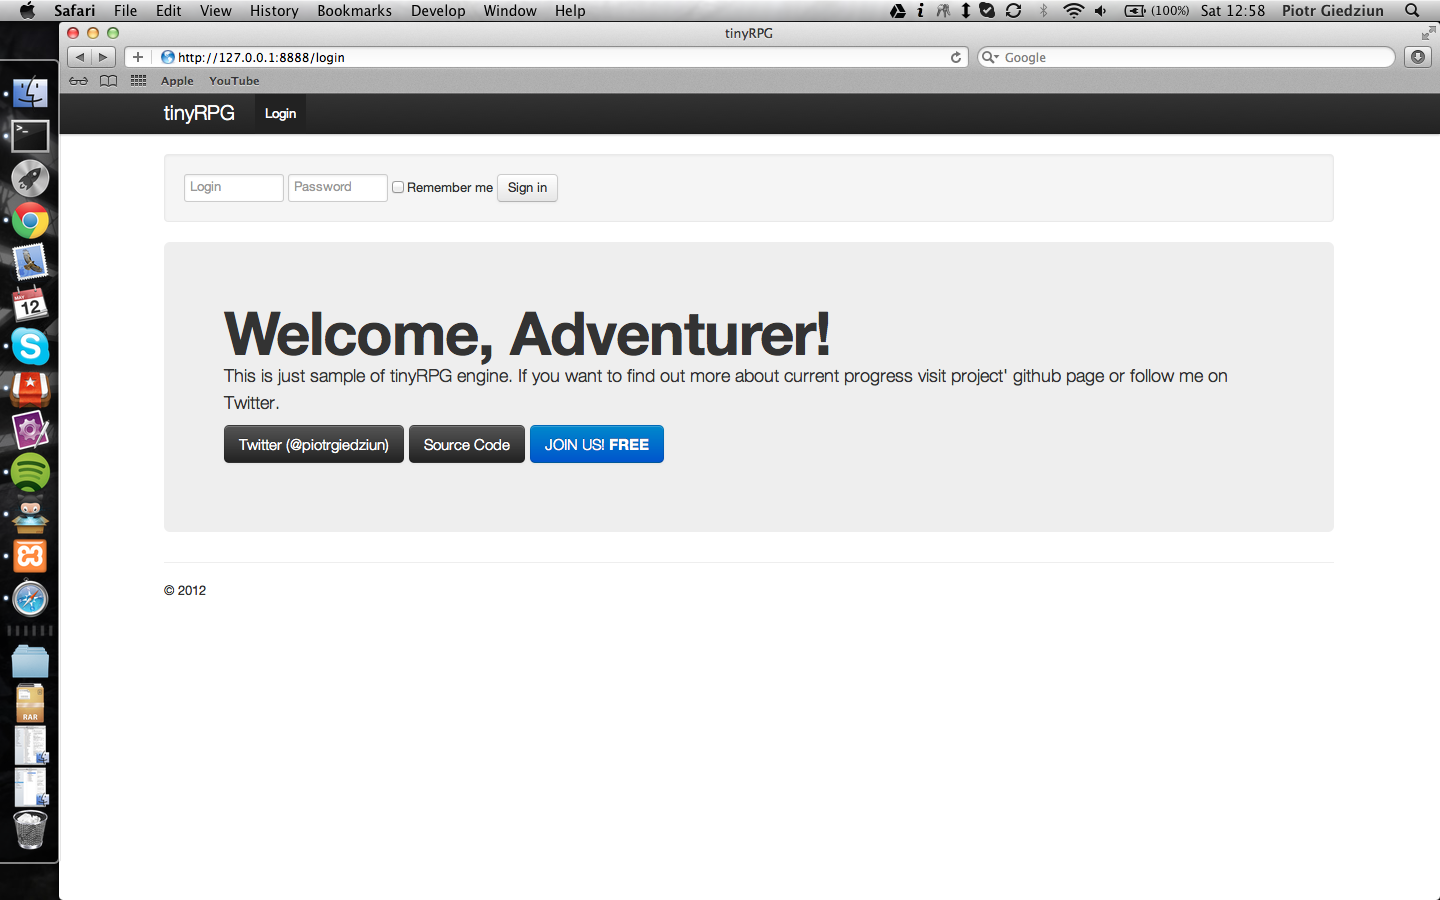 Safari File Edit View History Bookmarks Develop Window Help (100%) Sat 12:58 Piotr Giedziun
tinyRPG
http://127.0.0.1:8888/login Google
Apple YouTube
tinyRPG Login
Login Password Remember me Sign in
Welcome, Adventurer!
This is just sample of tinyRPG engine. If you want to find out more about current progress visit project' github page or follow me on
Twitter.
Twitter (@piotrgiedziun) Source Code JOIN US! FREE
© 2012
MAY
12
RAR